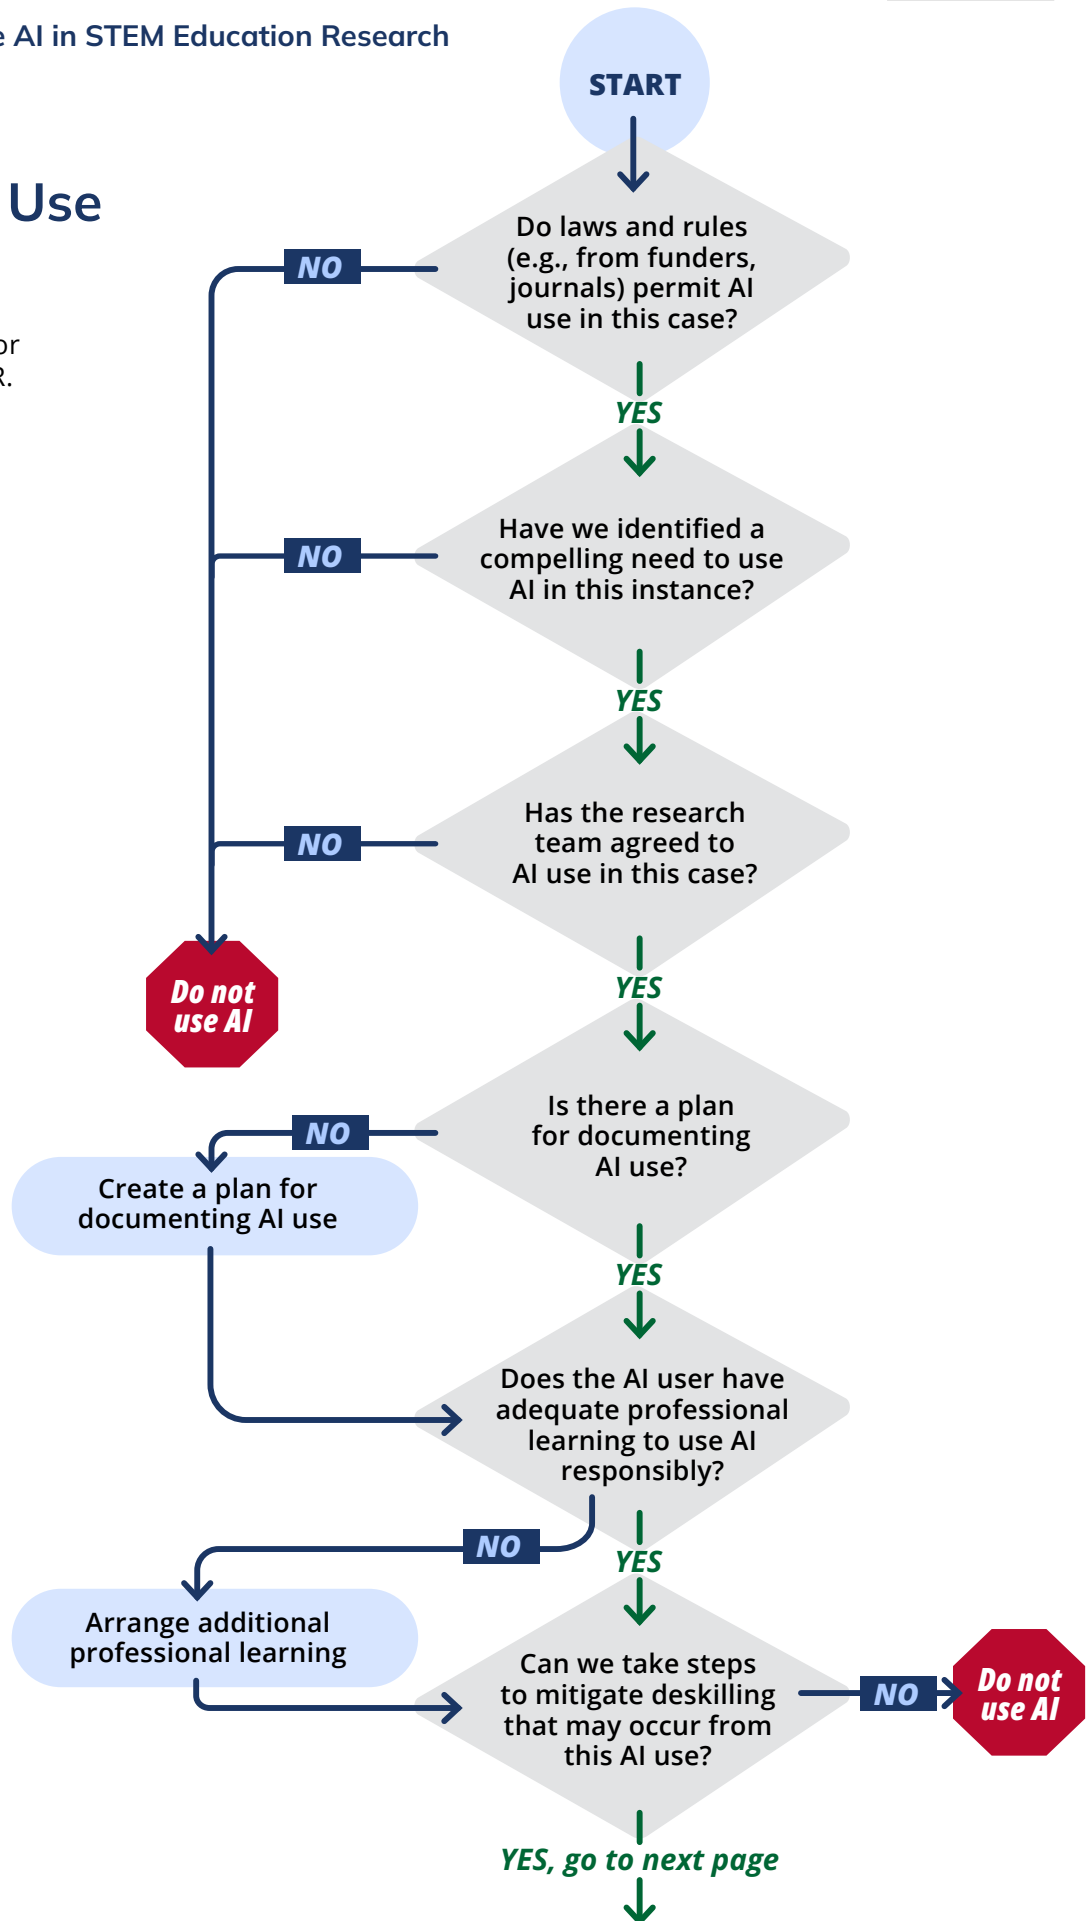 AI in STEM Education Research
START
Use
Do laws and rules
(e.g., from funders,
journals) permit AI
use in this case?
NO
or
R.
YES
Have we identified a
compelling need to use
AI in this instance?
NO
YES
Has the research
team agreed to
AI use in this case?
NO
YES
Do not
use AI
Is there a plan
for documenting
AI use?
NO
Create a plan for
documenting AI use
YES
Does the AI user have
adequate professional
learning to use AI
responsibly?
NO
YES
Arrange additional
professional learning
Can we take steps
to mitigate deskilling
that may occur from
this AI use?
NO
Do not
use AI
YES, go to next page